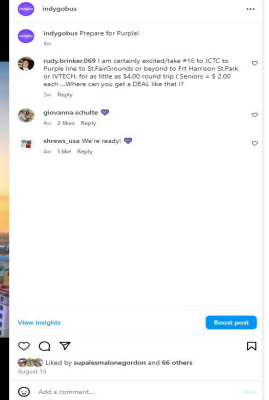 indygobus
indygobus Prepare for Purple!
4w
rudy.brinker.069 I am certainly excited/take #16 to JCTC to
Purple line to St.FairGrounds or beyond to Frt Harrison St.Park
or IVTECH, for as little as $4.00 round trip ( Seniors = $ 2.00
each ...Where can you get a DEAL like that !?
3w Reply
giovanna.schulte 💜
4w 2 likes Reply
shrews_usa We're ready! 💜
4w 1 like Reply
View insights Boost post
Liked by supalesmalonegordon and 66 others
August 13
Add a comment... Post